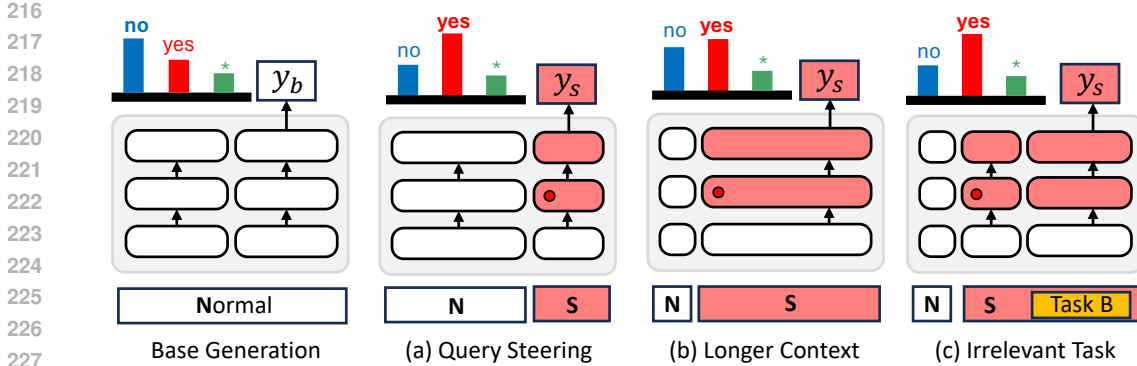 216
217
218
219
220
221
222
223
224
225
226
227
no
yes
*
y_b
Normal
Base Generation
no
yes
*
y_s
N
S
(a) Query Steering
no
yes
*
y_s
N
S
(b) Longer Context
no
yes
*
y_s
N
S
Task B
(c) Irrelevant Task